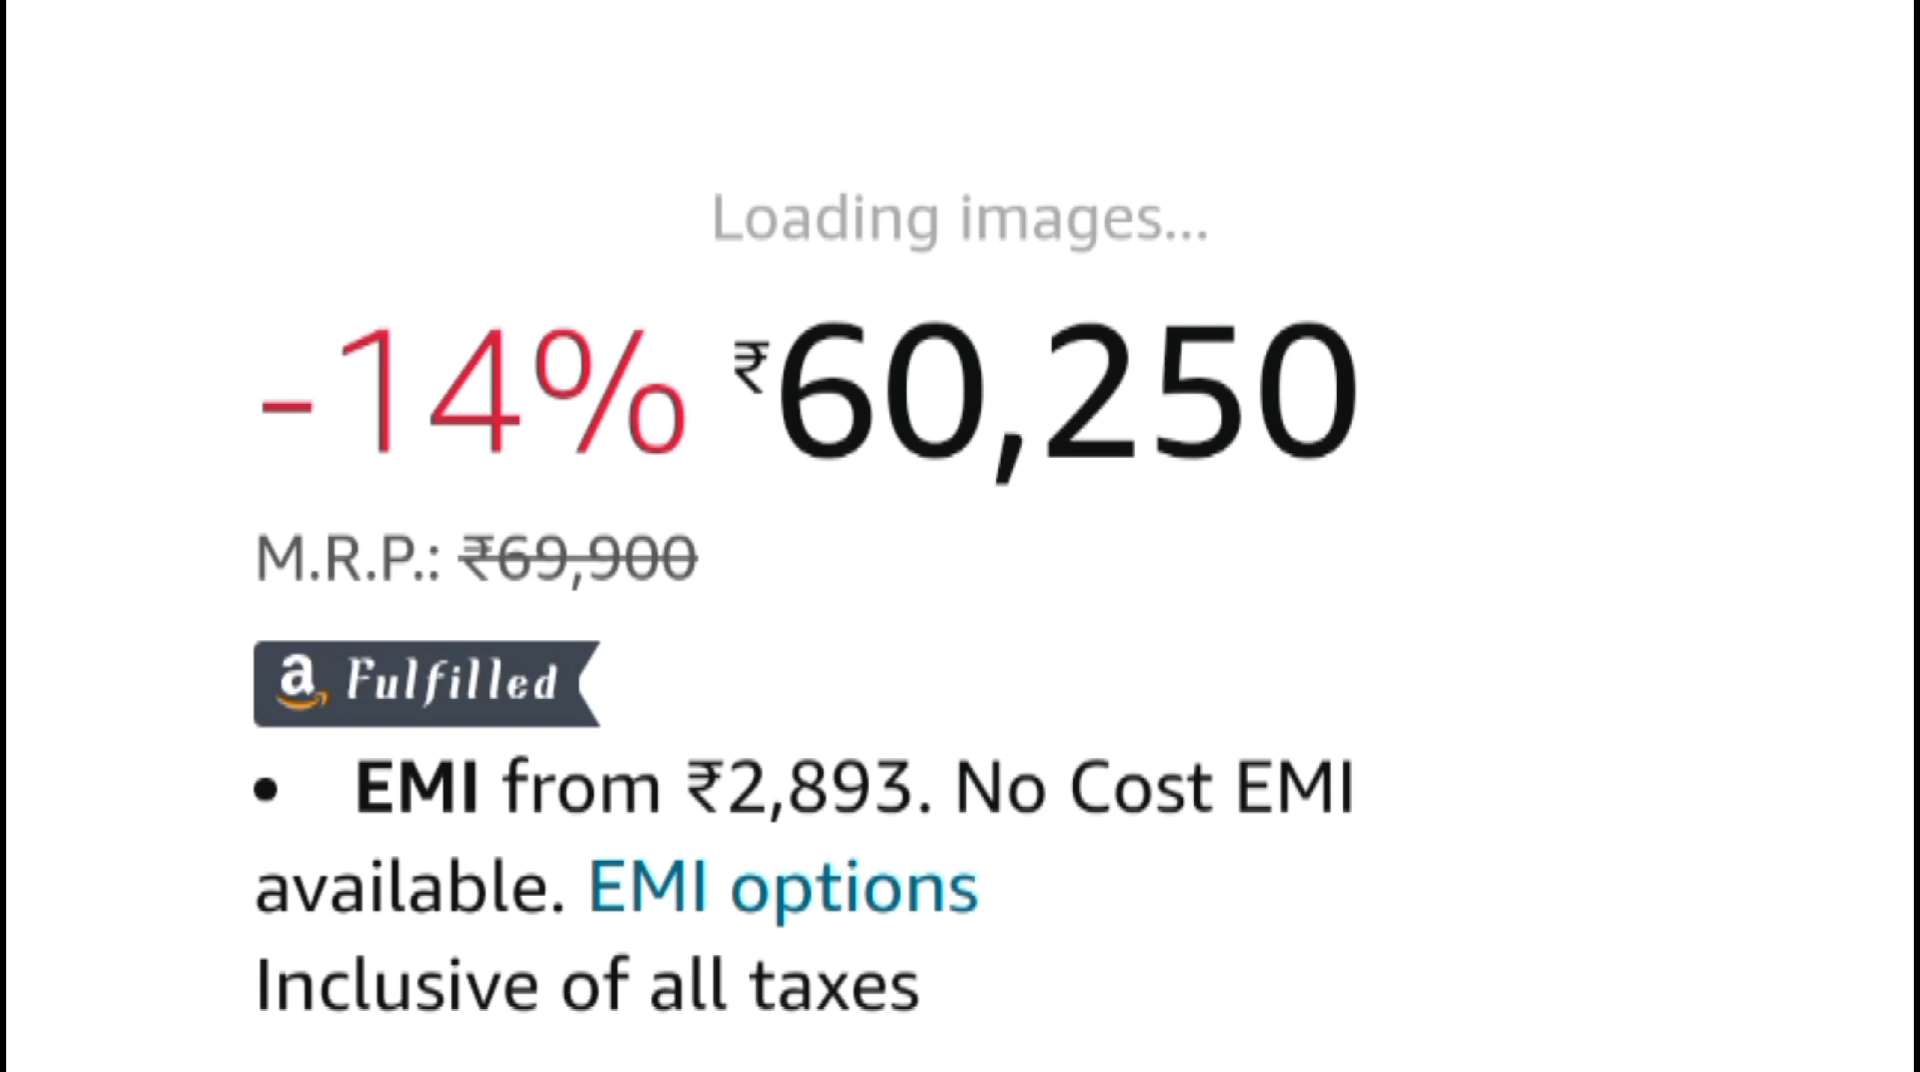 Loading images...
-14% ₹60,250
M.R.P.: ₹69,900
a Fulfilled
• EMI from ₹2,893. No Cost EMI
available. EMI options
Inclusive of all taxes